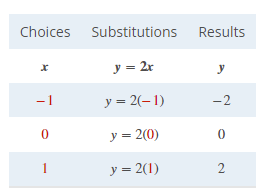 Choices Substitutions Results
x y = 2x y
−1 y = 2(−1) −2
0 y = 2(0) 0
1 y = 2(1) 2